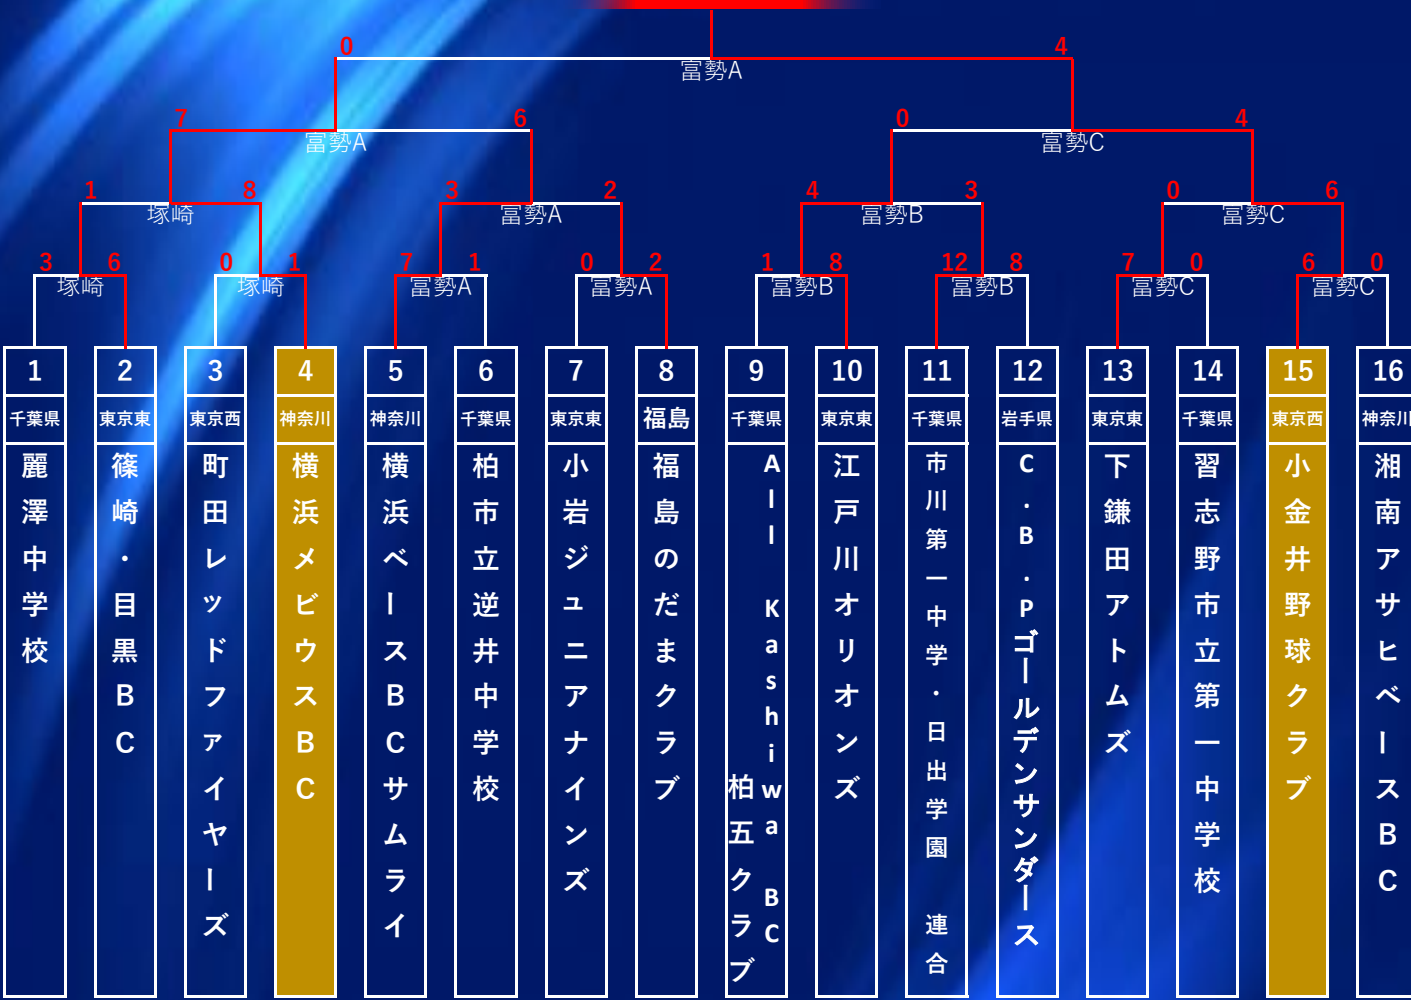 0 4
富勢A
7 6 0 4
富勢A 富勢C
1 8 3 2 4 3 0 6
塚崎 富勢A 富勢B 富勢C
3 6 0 1 7 1 0 2 1 8 12 8 7 0 6 0
塚崎 塚崎 富勢A 富勢A 富勢B 富勢B 富勢C 富勢C
1 2 3 4 5 6 7 8 9 10 11 12 13 14 15 16
千葉県 東京東 東京西 神奈川 神奈川 千葉県 東京東 福島 千葉県 東京東 千葉県 岩手県 東京東 千葉県 東京西 神奈川
麗澤中学校
篠崎・目黒BC
町田レッドファイヤーズ
横浜メビウスBC
横浜ベースBCサムライ
柏市立逆井中学校
小岩ジュニアナインズ
福島のだまクラブ
All Kashiwa BC
柏五クラブ
江戸川オリオンズ
市川第一中学・日出学園 連合
C.B.Pゴールデンサンダース
下鎌田アトムズ
習志野市立第一中学校
小金井野球クラブ
湘南アサヒベースBC